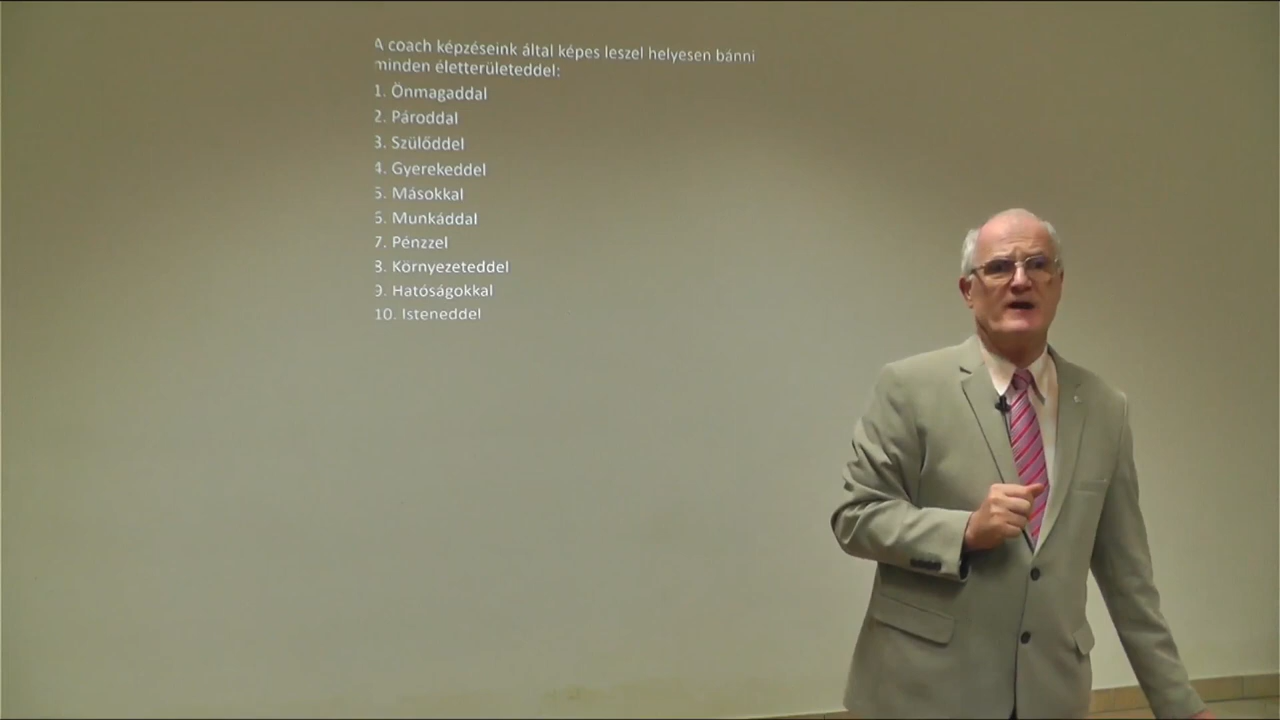 A coach képzéseink által képes leszel helyesen bánni
minden életterületeddel:
1. Önmagaddal
2. Pároddal
3. Szülőddel
4. Gyerekeddel
5. Másokkal
6. Munkáddal
7. Pénzzel
8. Környezeteddel
9. Hatóságokkal
10. Isteneddel